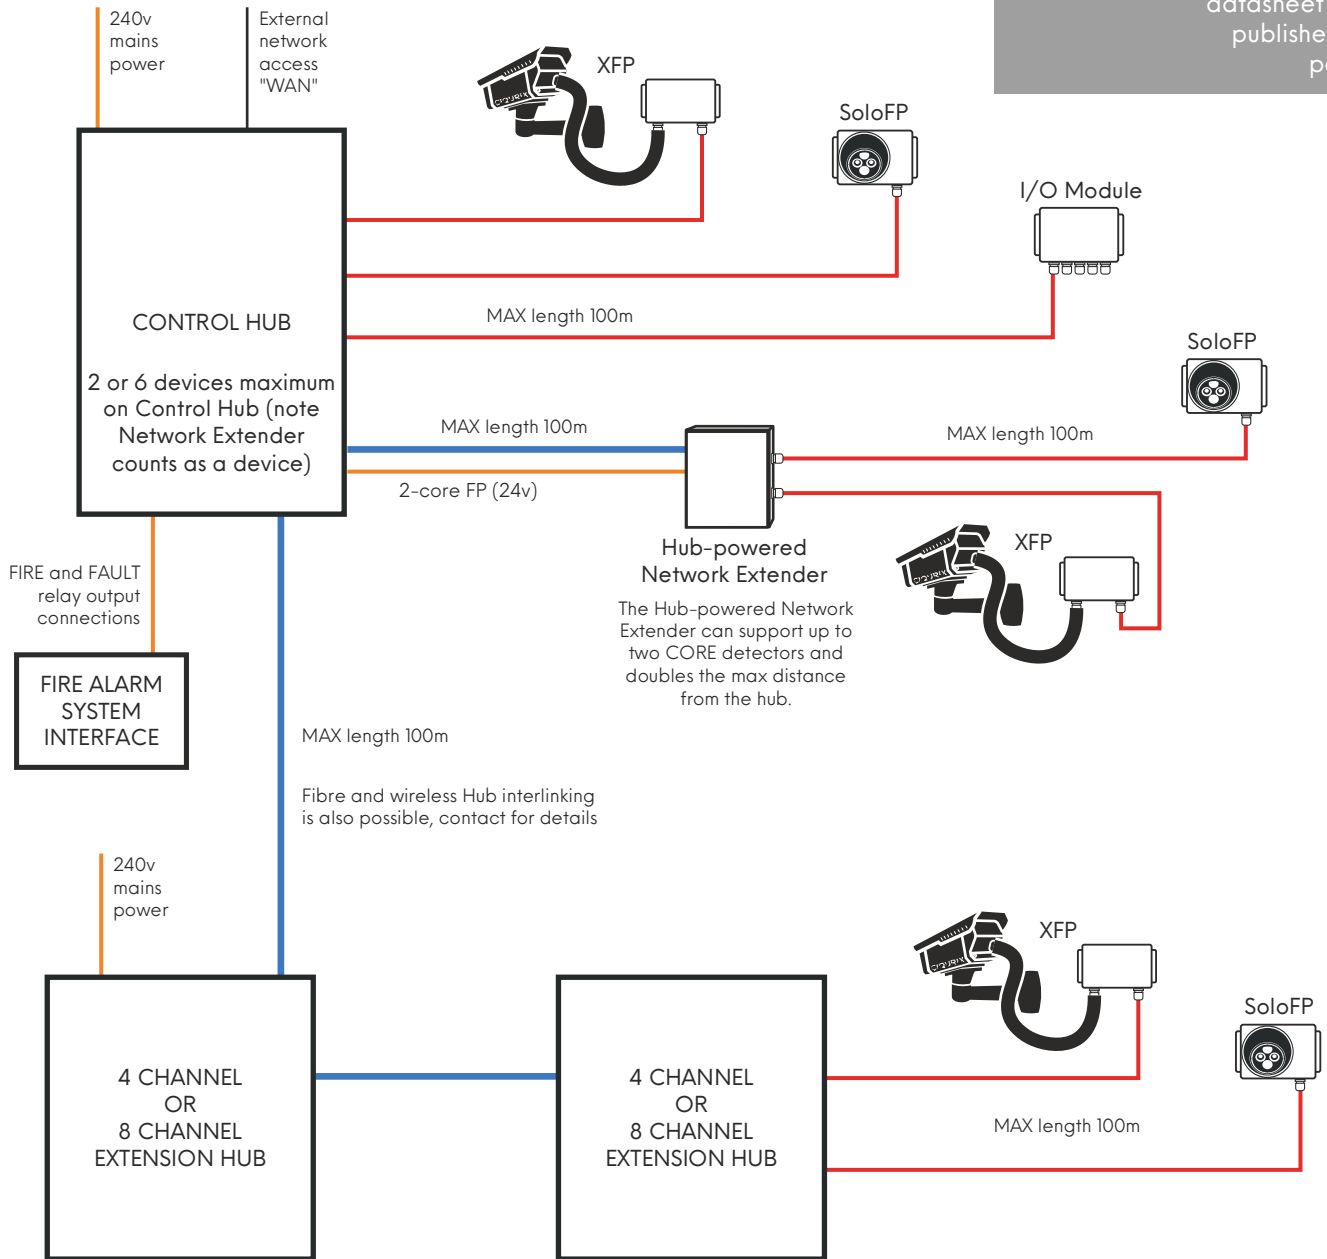 240v
mains
power
External
network
access
"WAN"
datasheet
publishe
XFP
SoloFP
I/O Module
CONTROL HUB
2 or 6 devices maximum
on Control Hub (note
Network Extender
counts as a device)
MAX length 100m
SoloFP
MAX length 100m
MAX length 100m
2-core FP (24v)
Hub-powered
Network Extender
The Hub-powered Network
Extender can support up to
two CORE detectors and
doubles the max distance
from the hub.
XFP
FIRE and FAULT
relay output
connections
FIRE ALARM
SYSTEM
INTERFACE
MAX length 100m
Fibre and wireless Hub interlinking
is also possible, contact for details
240v
mains
power
4 CHANNEL
OR
8 CHANNEL
EXTENSION HUB
4 CHANNEL
OR
8 CHANNEL
EXTENSION HUB
XFP
SoloFP
MAX length 100m